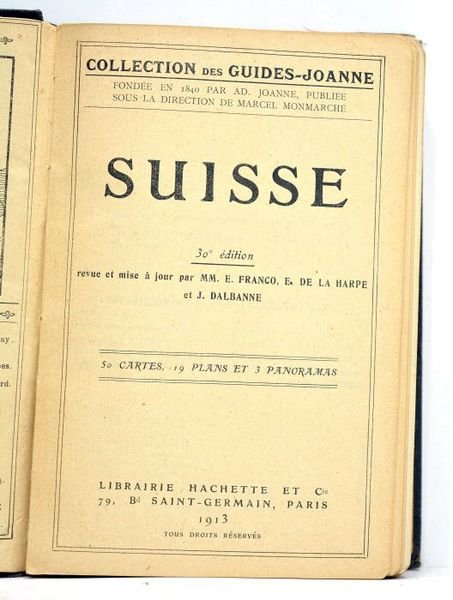 COLLECTION DES GUIDES-JOANNE
FONDÉE EN 1840 PAR AD. JOANNE, PUBLIÉE
SOUS LA DIRECTION DE MARCEL MONMARCHÉ
SUISSE
30e édition
revue et mise à jour par MM. E. FRANCO, E. DE LA HARPE
et J. DALBANNE
50 CARTES, 19 PLANS ET 3 PANORAMAS
LIBRAIRIE HACHETTE ET Cie
79, Bd SAINT-GERMAIN, PARIS
1913
TOUS DROITS RÉSERVÉS